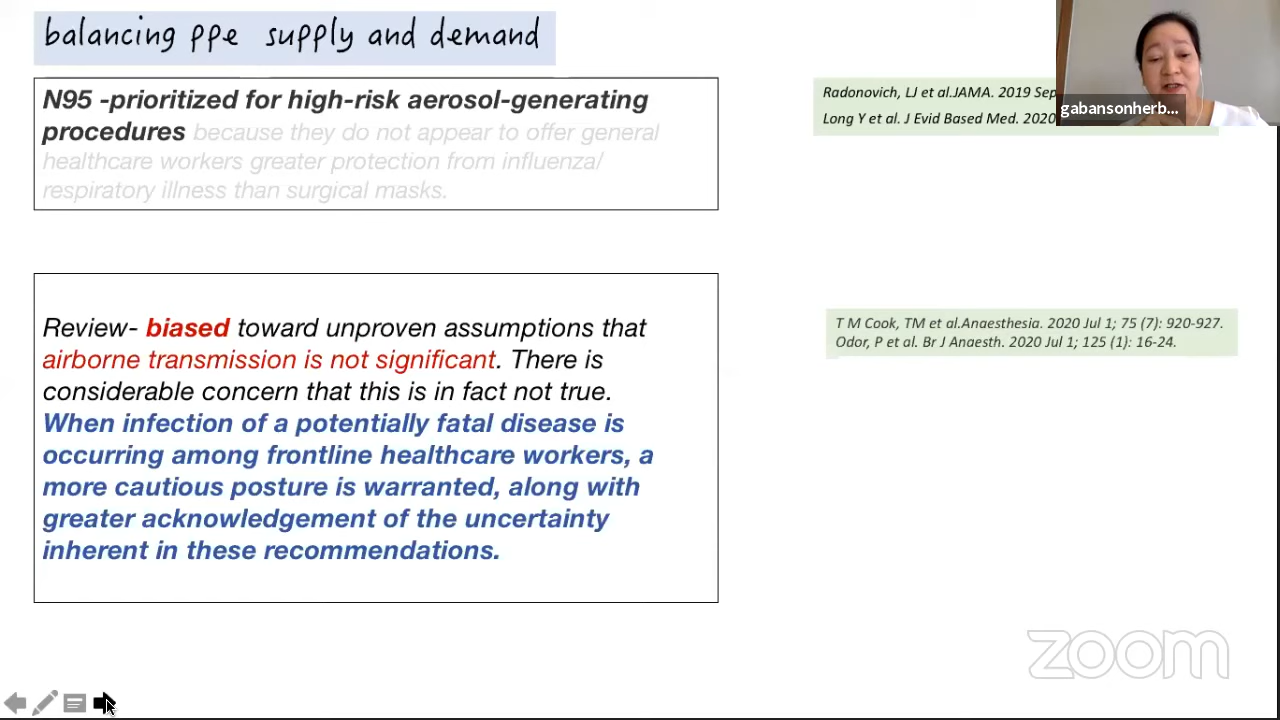 balancing ppe supply and demand
N95 -prioritized for high-risk aerosol-generating
procedures because they do not appear to offer general
healthcare workers greater protection from influenza/
respiratory illness than surgical masks.
Radonovich, LJ et al.JAMA. 2019 Sep
Long Y et al. J Evid Based Med. 2020
gabansonherb...
Review- biased toward unproven assumptions that
airborne transmission is not significant. There is
considerable concern that this is in fact not true.
When infection of a potentially fatal disease is
occurring among frontline healthcare workers, a
more cautious posture is warranted, along with
greater acknowledgement of the uncertainty
inherent in these recommendations.
T M Cook, TM et al.Anaesthesia. 2020 Jul 1; 75 (7): 920-927.
Odor, P et al. Br J Anaesth. 2020 Jul 1; 125 (1): 16-24.
zoom